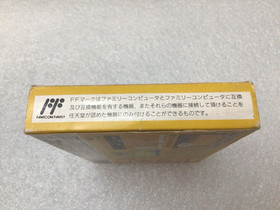 FFマークはファミリーコンピュータとファミリーコンピュータに互換
及び互換機能を有する機器、またそれらの機器に接続して頂けることを
任天堂が認めた機器にのみ付けることができるものです。
FAMICOM FAMILY